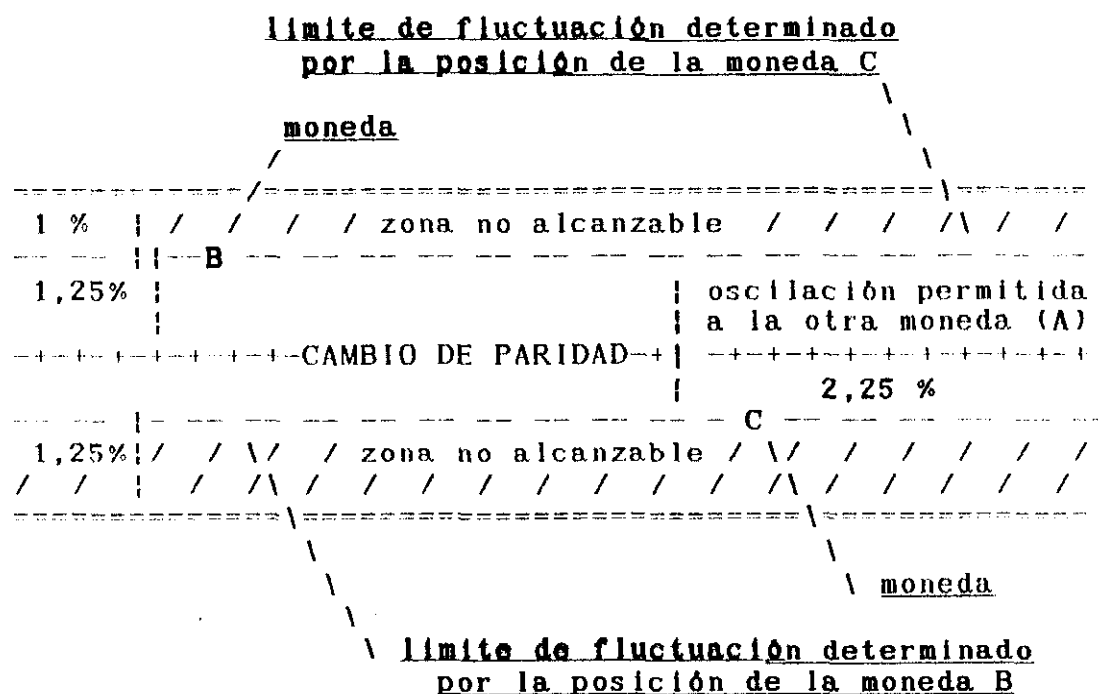 límite de fluctuación determinado
por la posición de la moneda C
moneda
1 % zona no alcanzable
B
1,25% oscilación permitida
a la otra moneda (A)
CAMBIO DE PARIDAD
2,25 %
C
1,25% zona no alcanzable
moneda
límite de fluctuación determinado
por la posición de la moneda B